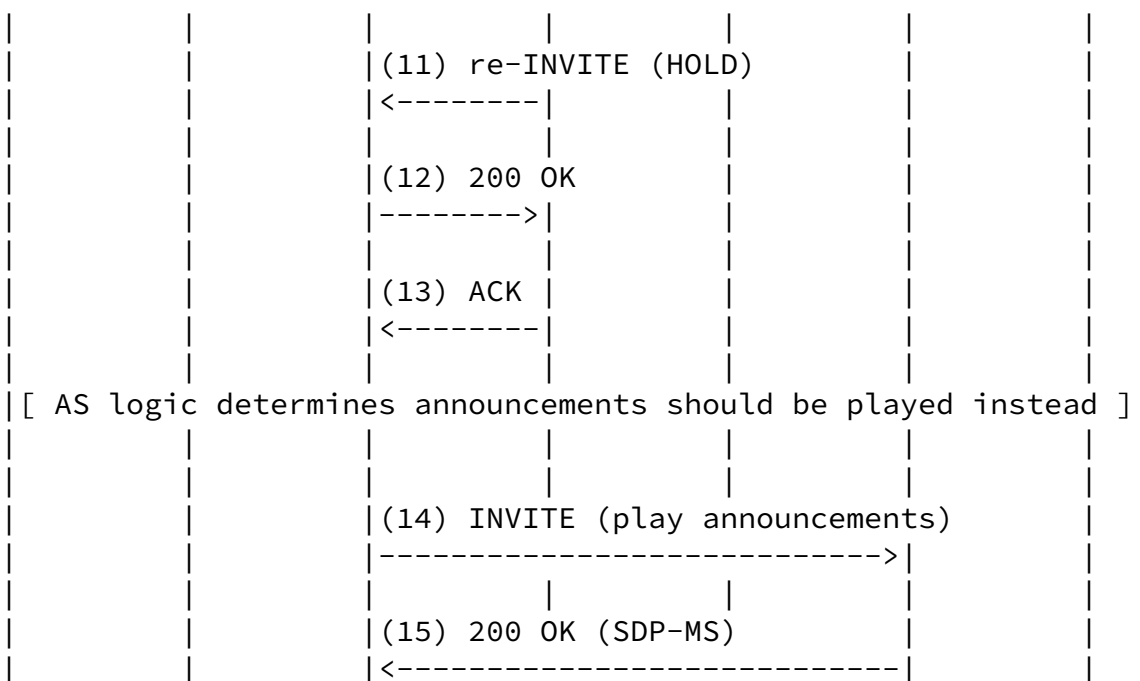 (11) re-INVITE (HOLD)
<--------
(12) 200 OK
-------->
(13) ACK
<--------
[ AS logic determines announcements should be played instead ]
(14) INVITE (play announcements)
---------------------------->
(15) 200 OK (SDP-MS)
<----------------------------